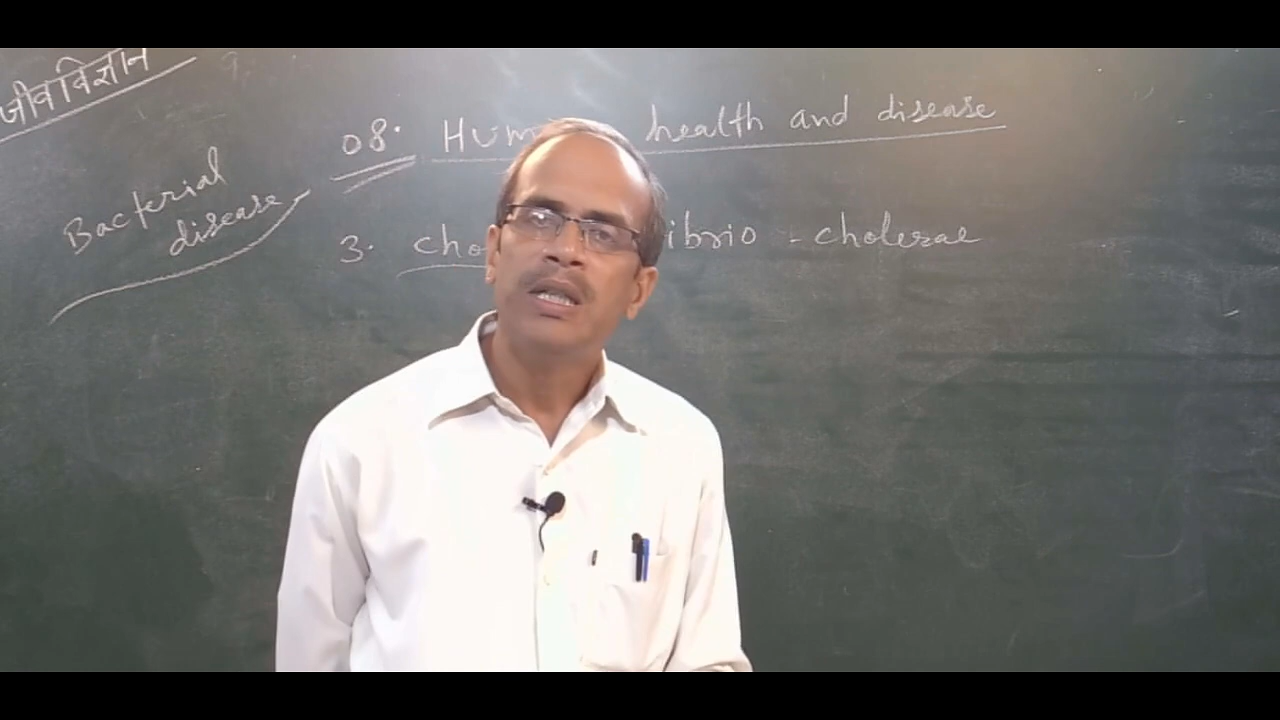 जीवविज्ञान
08. Hum health and disease
Bacterial
disease
3. cho ibrio - cholerae